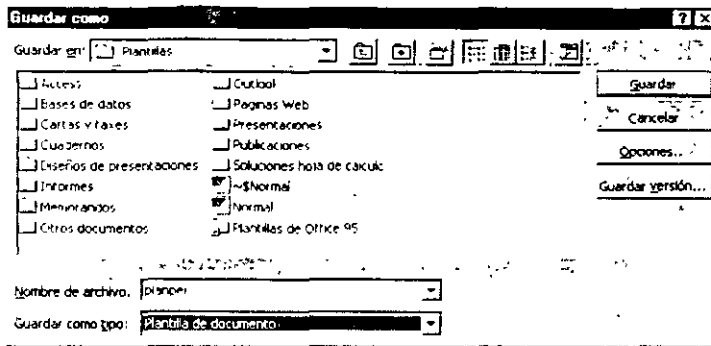 Guardar como
Guardar en: Plantillas
Access
Bases de datos
Cartas y faxes
Cuadernos
Diseños de presentaciones
Informes
Memorandos
Otros documentos
Outlook
Paginas Web
Presentaciones
Publicaciones
Soluciones hoja de calculo
~$Normal
Normal
Plantillas de Office 95
Guardar
Cancelar
Opciones...
Guardar versión...
Nombre de archivo: planper
Guardar como tipo: Plantilla de documento